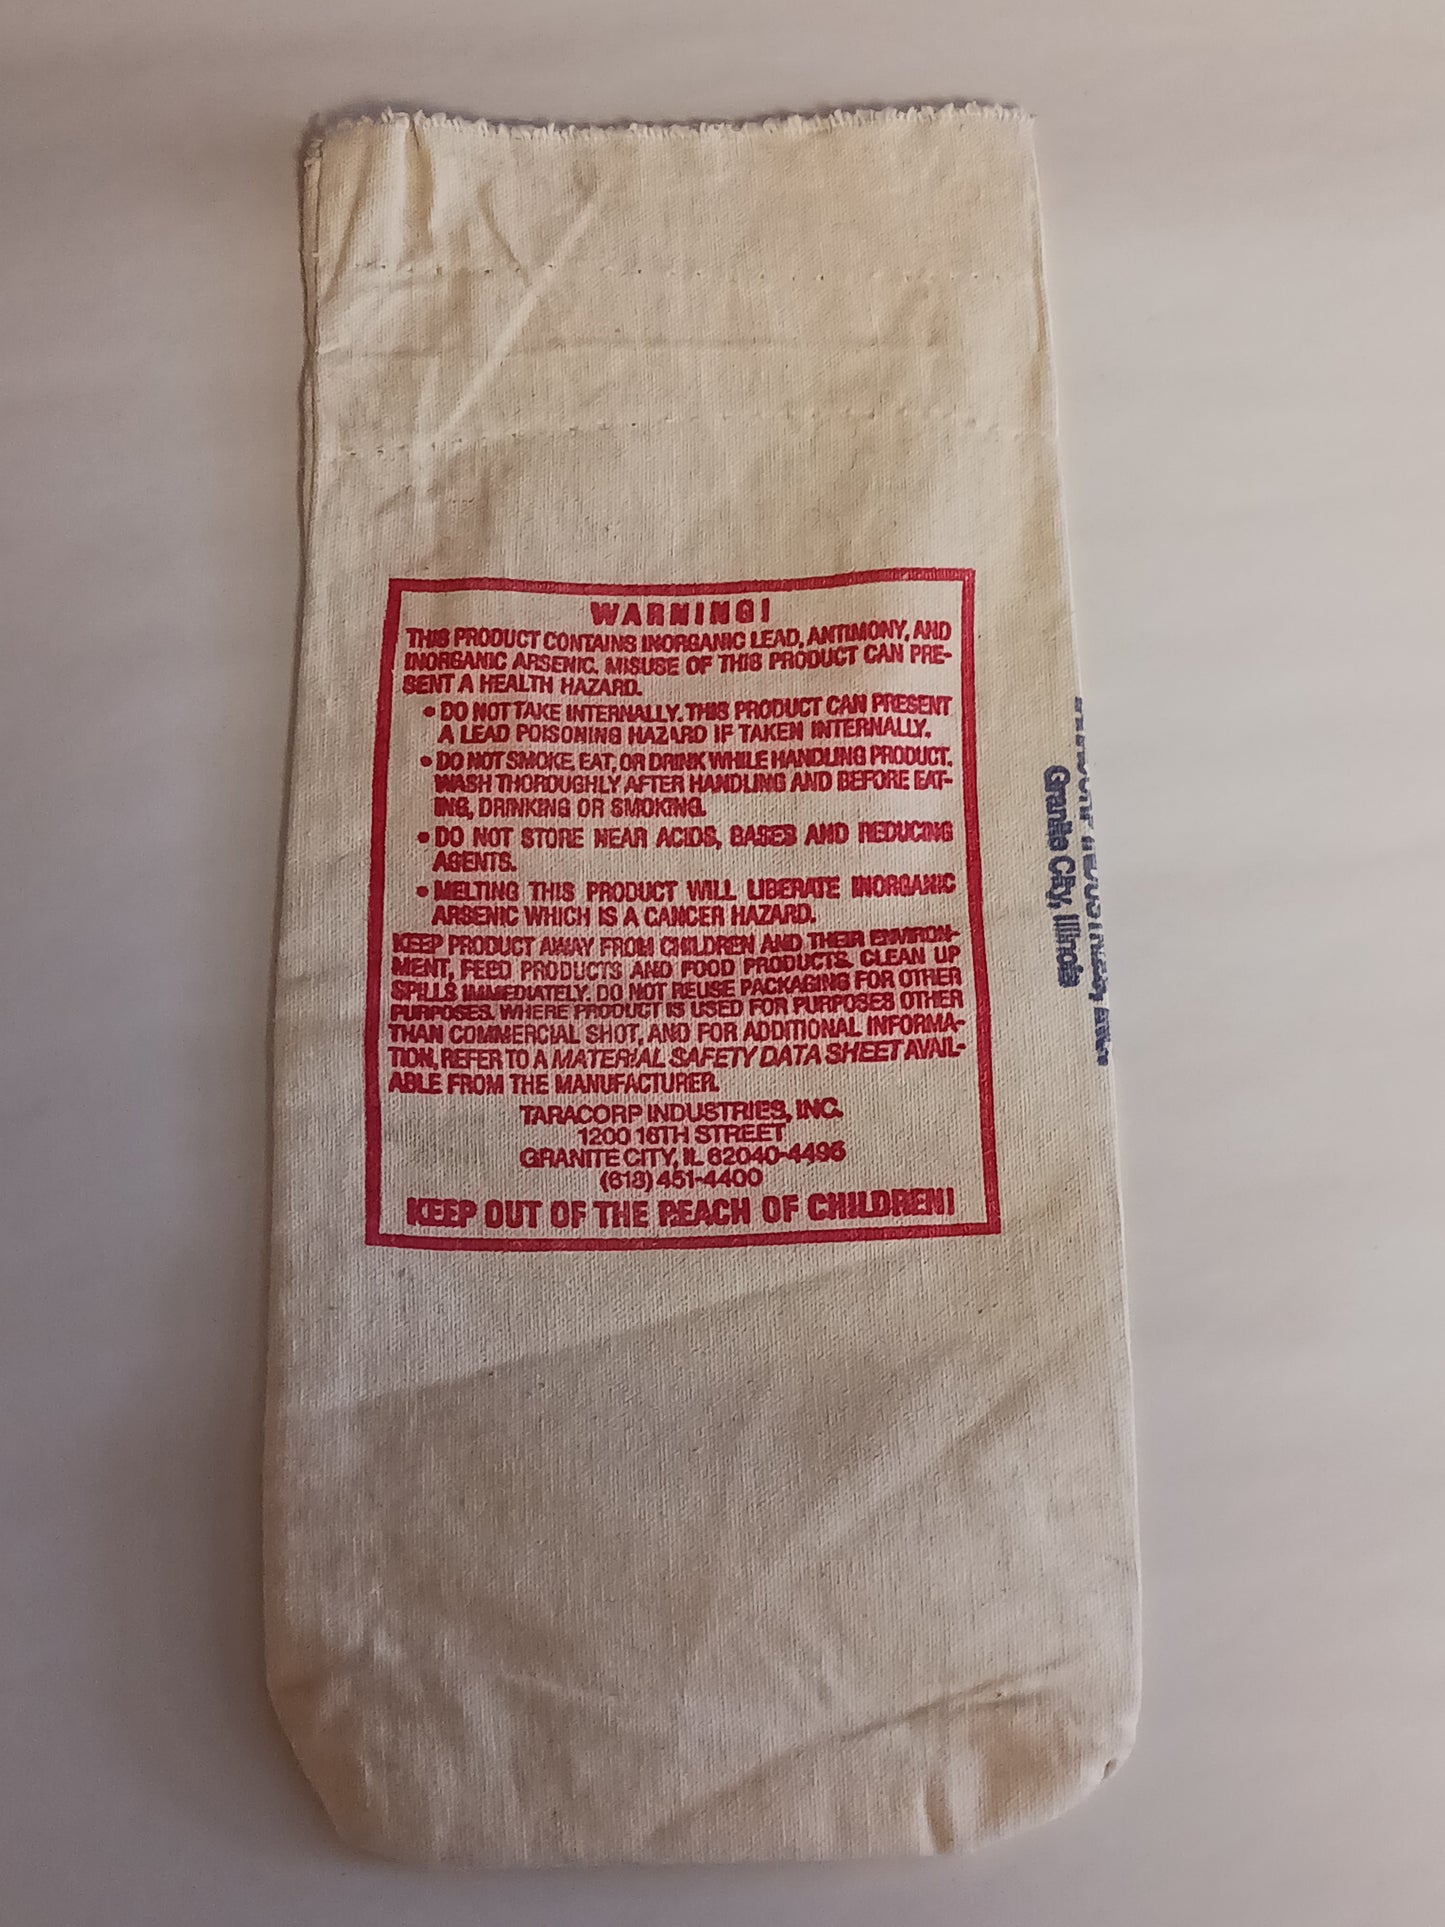 WARNING!
THIS PRODUCT CONTAINS INORGANIC LEAD, ANTIMONY, AND
INORGANIC ARSENIC. MISUSE OF THIS PRODUCT CAN PRE-
SENT A HEALTH HAZARD.
• DO NOT TAKE INTERNALLY. THIS PRODUCT CAN PRESENT
A LEAD POISONING HAZARD IF TAKEN INTERNALLY.
• DO NOT SMOKE, EAT, OR DRINK WHILE HANDLING PRODUCT.
WASH THOROUGHLY AFTER HANDLING AND BEFORE EAT-
ING, DRINKING OR SMOKING.
• DO NOT STORE NEAR ACIDS, BASES AND REDUCING
AGENTS.
• MELTING THIS PRODUCT WILL LIBERATE INORGANIC
ARSENIC WHICH IS A CANCER HAZARD.
KEEP PRODUCT AWAY FROM CHILDREN AND THEIR ENVIRON-
MENT, FEED PRODUCTS AND FOOD PRODUCTS. CLEAN UP
SPILLS IMMEDIATELY. DO NOT REUSE PACKAGING FOR OTHER
PURPOSES. WHERE PRODUCT IS USED FOR PURPOSES OTHER
THAN COMMERCIAL SHOT, AND FOR ADDITIONAL INFORMA-
TION, REFER TO A MATERIAL SAFETY DATA SHEET AVAIL-
ABLE FROM THE MANUFACTURER.
TARACORP INDUSTRIES, INC.
1200 16TH STREET
GRANITE CITY, IL 62040-4495
(618) 451-4400
KEEP OUT OF THE REACH OF CHILDREN!
Granite City, Illinois